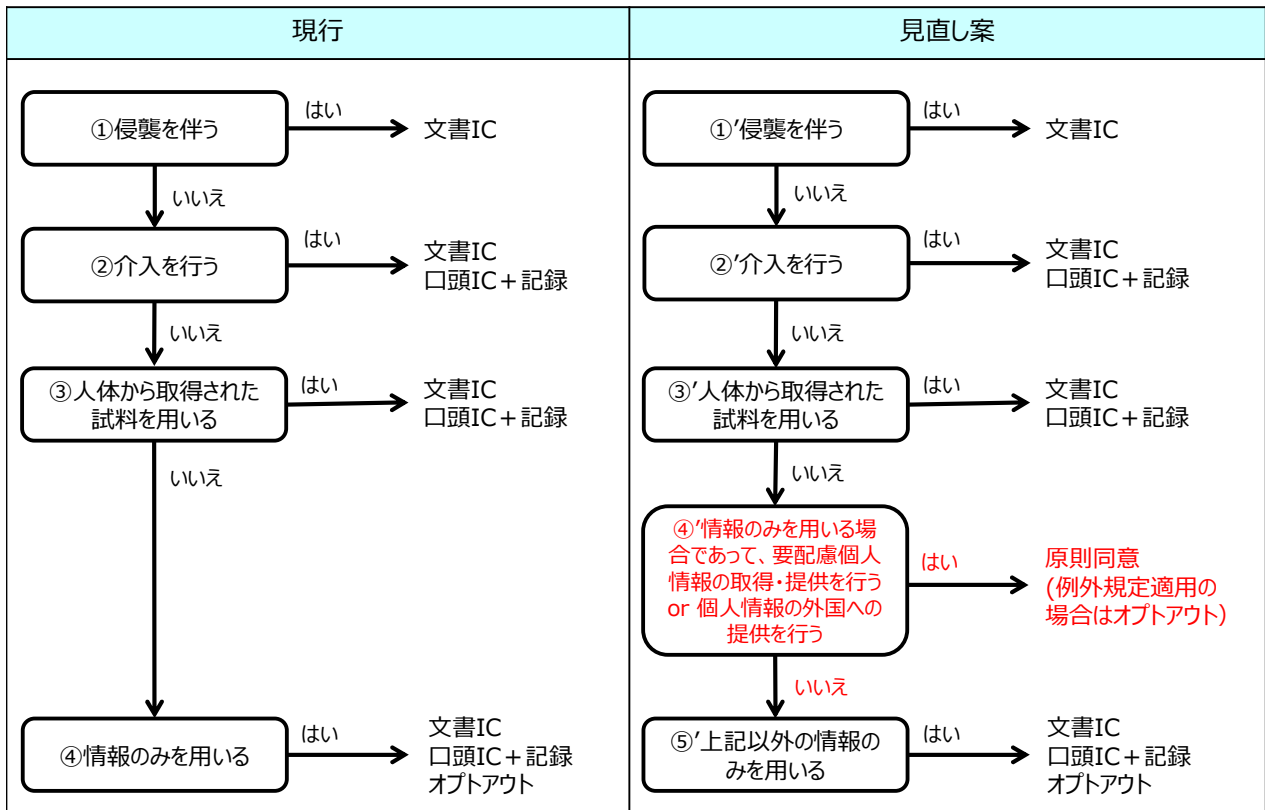 現行
①侵襲を伴う
はい
文書IC
いいえ
②介入を行う
はい
文書IC
口頭IC+記録
いいえ
③人体から取得された
試料を用いる
はい
文書IC
口頭IC+記録
いいえ
④情報のみを用いる
はい
文書IC
口頭IC+記録
オプトアウト
見直し案
①’侵襲を伴う
はい
文書IC
いいえ
②’介入を行う
はい
文書IC
口頭IC+記録
いいえ
③’人体から取得された
試料を用いる
はい
文書IC
口頭IC+記録
いいえ
④’情報のみを用いる場
合であって、要配慮個人
情報の取得・提供を行う
or 個人情報の外国への
提供を行う
はい
原則同意
(例外規定適用の
場合はオプトアウト)
いいえ
⑤’上記以外の情報の
みを用いる
はい
文書IC
口頭IC+記録
オプトアウト